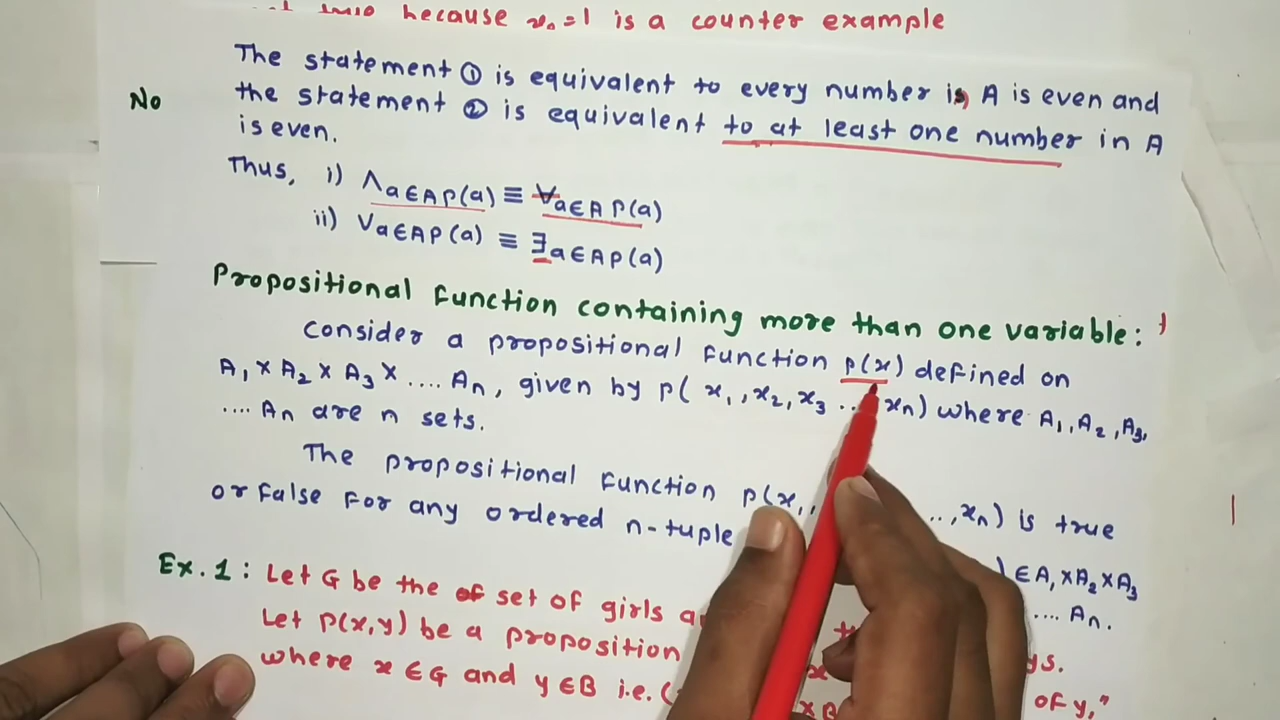 because x₀ = 1 is a counter example
The statement ① is equivalent to every number is, A is even and
No
the statement ② is equivalent to at least one number in A
is even.
Thus, i) ∧a∈A P(a) ≡ ∀a∈A P(a)
ii) ∨a∈A P(a) ≡ ∃a∈A P(a)
Propositional Function containing more than one variable:
Consider a propositional function P(x) defined on
A₁ × A₂ × A₃ × .... Aₙ, given by P( x₁, x₂, x₃ .. xₙ) where A₁, A₂, A₃,
.... Aₙ are n sets.
The propositional function P(x₁, .., xₙ) is true
or false for any ordered n-tuple
) ∈ A₁ × A₂ × A₃
.... Aₙ.
Ex. 1: Let G be the of set of girls
Let P(x,y) be a proposition
where x ∈ G and y ∈ B i.e. ( of y,"